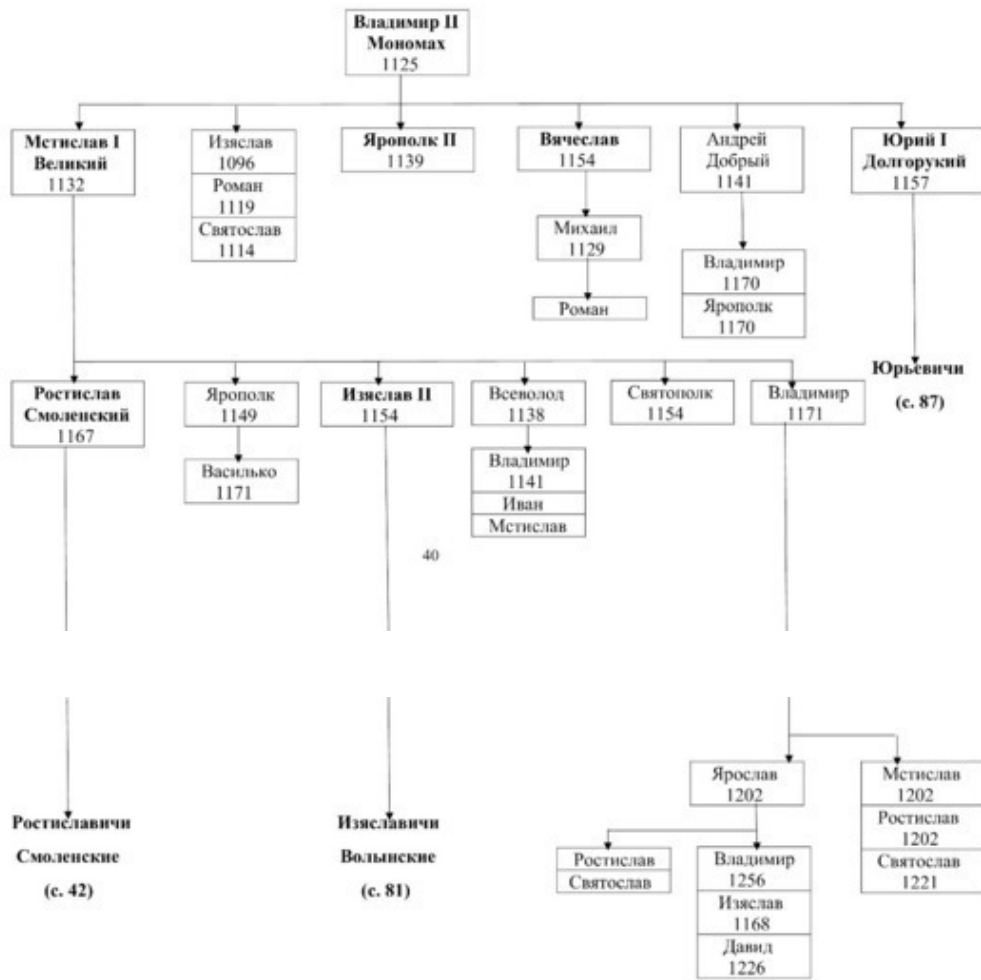 Владимир II
Мономах
1125
Мстислав I
Великий
1132
Изяслав
1096
Роман
1119
Святослав
1114
Ярополк II
1139
Вячеслав
1154
Михаил
1129
Роман
Андрей
Добрый
1141
Владимир
1170
Ярополк
1170
Юрий I
Долгорукий
1157
Юрьевичи
(с. 87)
Ростислав
Смоленский
1167
Ярополк
1149
Василько
1171
Изяслав II
1154
Всеволод
1138
Владимир
1141
Иван
Мстислав
Святополк
1154
Владимир
1171
40
Ростиславичи
Смоленские
(с. 42)
Изяславичи
Волынские
(с. 81)
Ярослав
1202
Ростислав
Святослав
Владимир
1256
Изяслав
1168
Давид
1226
Мстислав
1202
Ростислав
1202
Святослав
1221